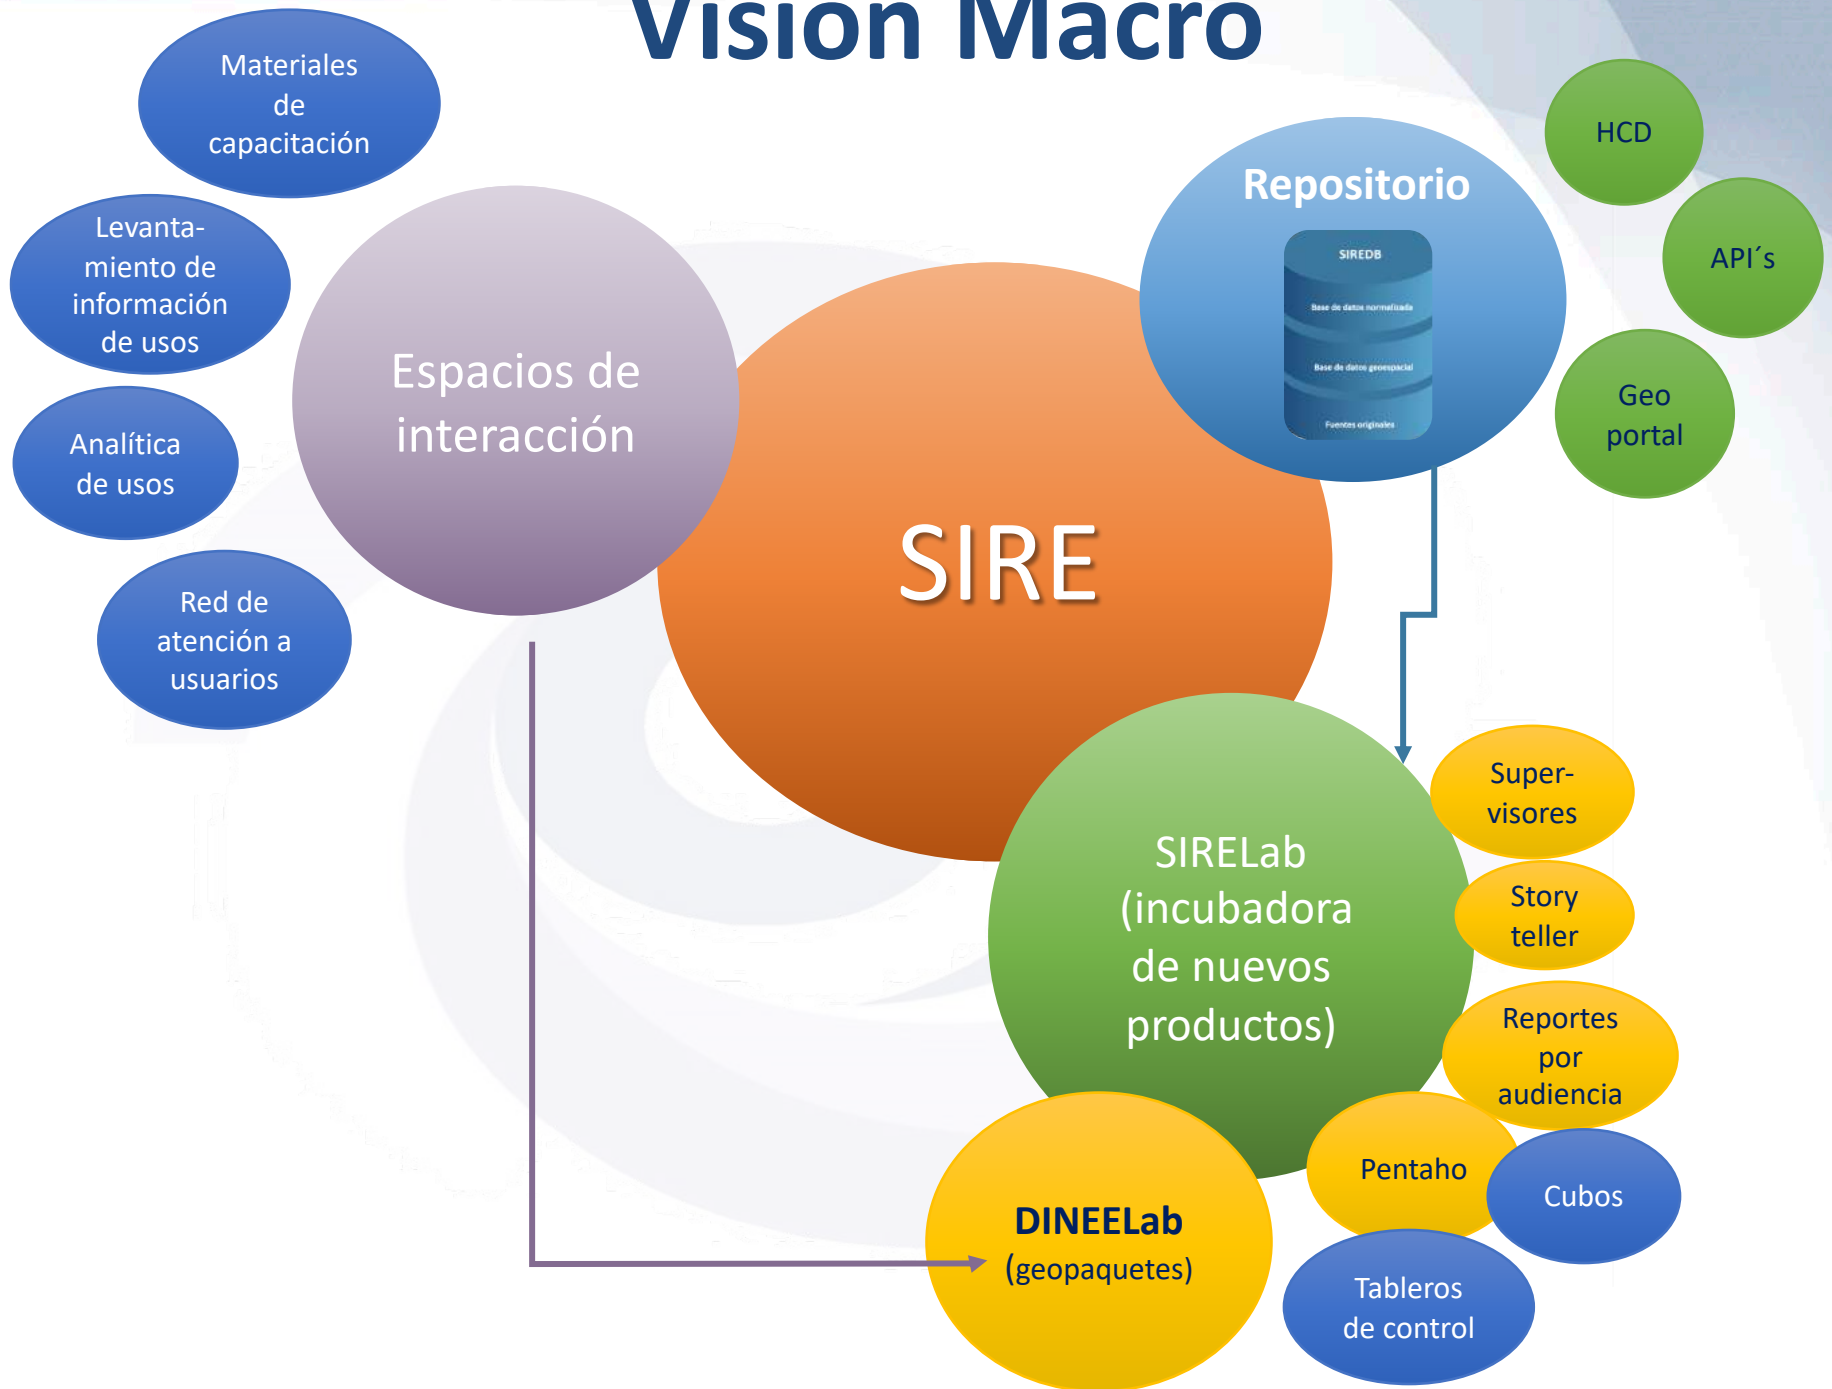 Visión Macro
Materiales
de
capacitación
Levanta-
miento de
información
de usos
Analítica
de usos
Red de
atención a
usuarios
Espacios de
interacción
SIRE
Repositorio
SIREDB
Base de datos normalizada
Base de datos geoespacial
Fuentes originales
HCD
API´s
Geo
portal
SIRELab
(incubadora
de nuevos
productos)
Super-
visores
Story
teller
Reportes
por
audiencia
Pentaho
Cubos
Tableros
de control
DINEELab
(geopaquetes)